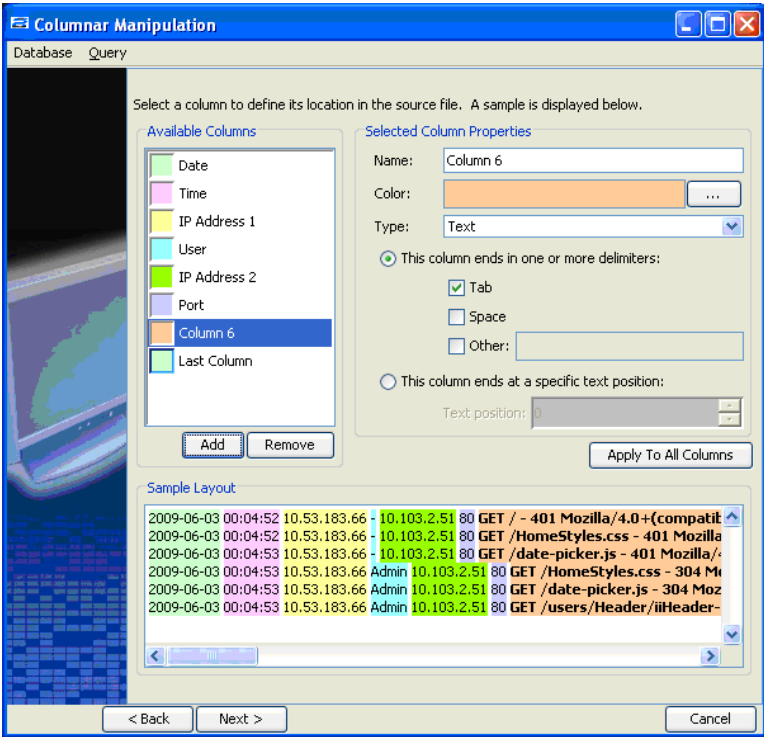 Columnar Manipulation
Database Query
Select a column to define its location in the source file. A sample is displayed below.
Available Columns
Date
Time
IP Address 1
User
IP Address 2
Port
Column 6
Last Column
Add Remove
Selected Column Properties
Name: Column 6
Color: ...
Type: Text
This column ends in one or more delimiters:
Tab
Space
Other:
This column ends at a specific text position:
Text position: 0
Apply To All Columns
Sample Layout
2009-06-03 00:04:52 10.53.183.66 - 10.103.2.51 80 GET / - 401 Mozilla/4.0+(compatit
2009-06-03 00:04:52 10.53.183.66 - 10.103.2.51 80 GET /HomeStyles.css - 401 Mozilla
2009-06-03 00:04:53 10.53.183.66 - 10.103.2.51 80 GET /date-picker.js - 401 Mozilla/
2009-06-03 00:04:53 10.53.183.66 Admin 10.103.2.51 80 GET /HomeStyles.css - 304 Mo
2009-06-03 00:04:53 10.53.183.66 Admin 10.103.2.51 80 GET /date-picker.js - 304 Moz
2009-06-03 00:04:53 10.53.183.66 Admin 10.103.2.51 80 GET /users/Header/iiHeader-
< Back Next > Cancel